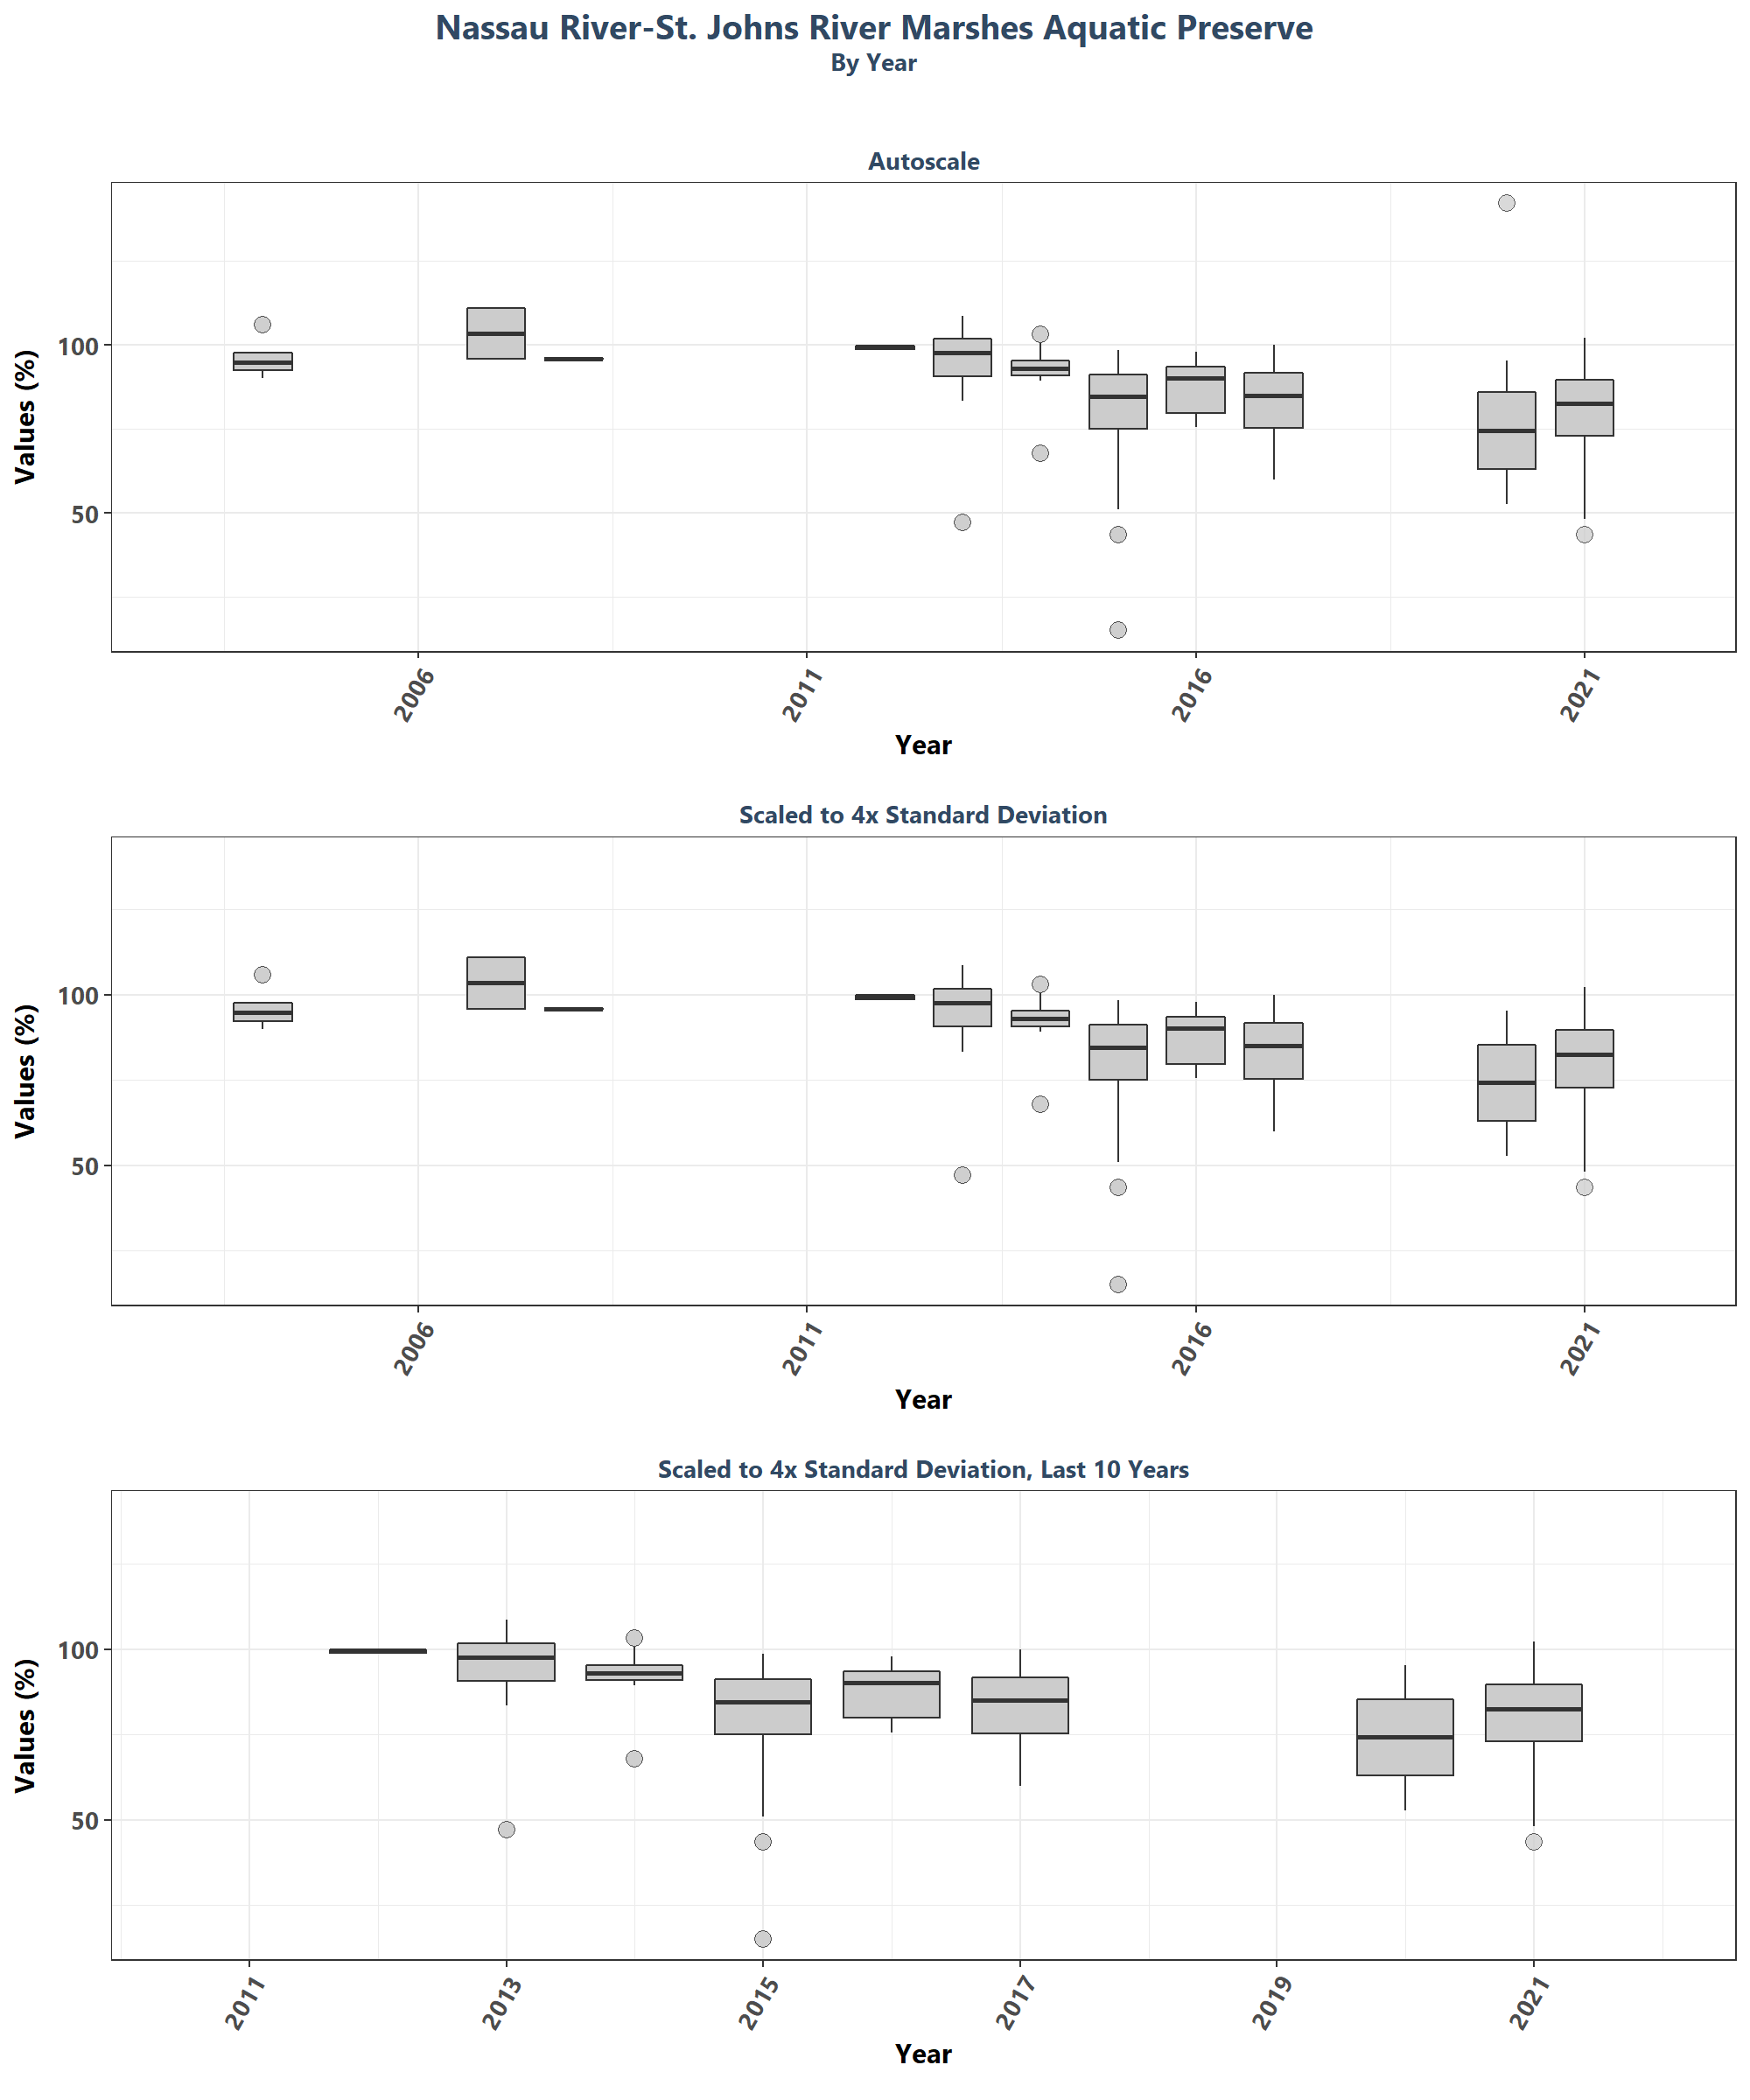 Nassau River-St. Johns River Marshes Aquatic Preserve
By Year
Autoscale
Values (%)
100
50
2006
2011
2016
2021
Year
Scaled to 4x Standard Deviation
Values (%)
100
50
2006
2011
2016
2021
Year
Scaled to 4x Standard Deviation, Last 10 Years
Values (%)
100
50
2011
2013
2015
2017
2019
2021
Year